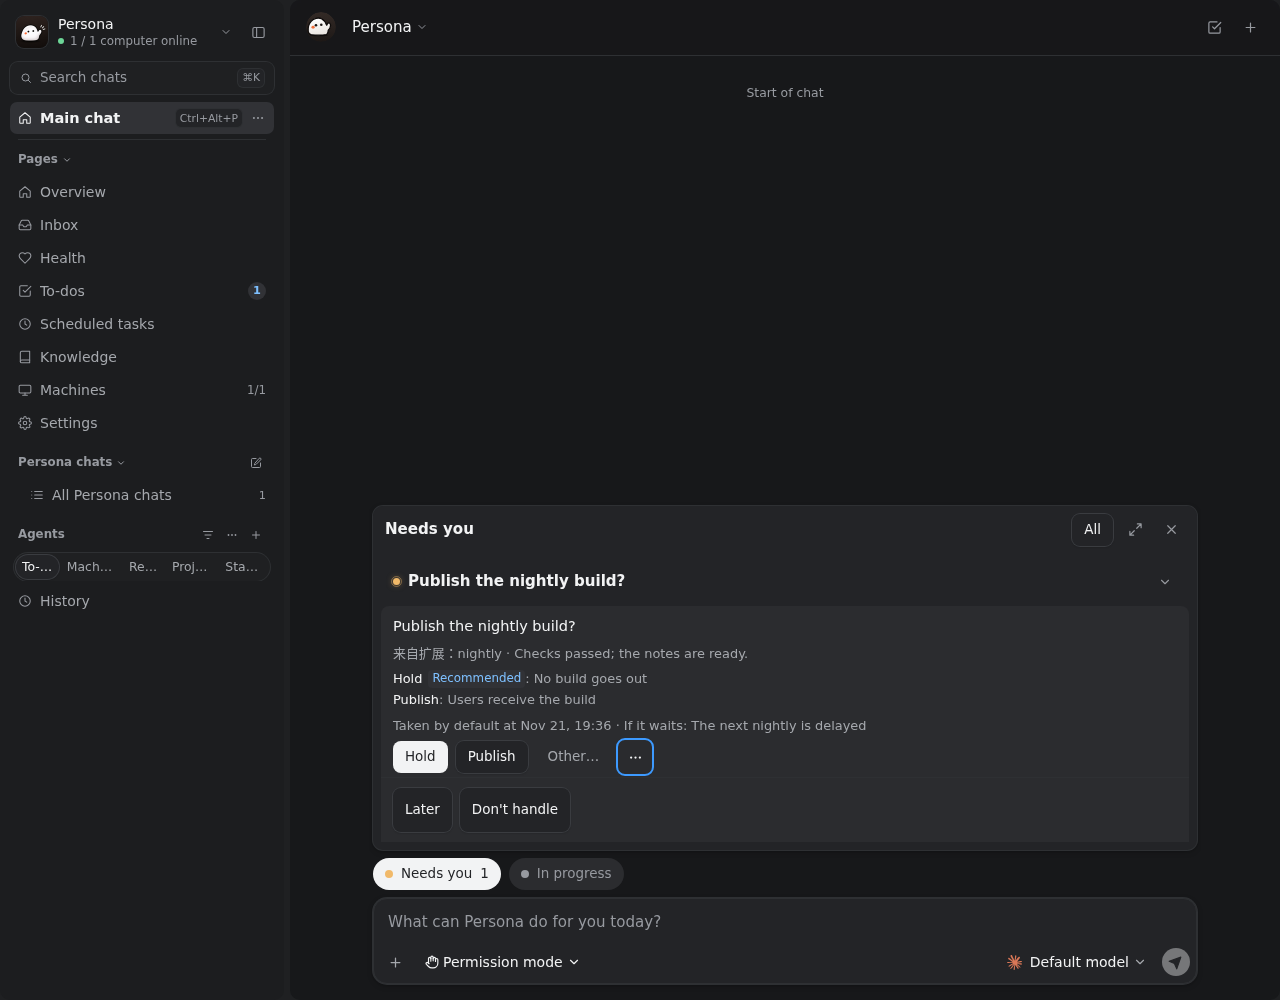 Persona
1 / 1 computer online
Search chats
⌘K
Main chat
Ctrl+Alt+P
Pages
Overview
Inbox
Health
To-dos
1
Scheduled tasks
Knowledge
Machines
1/1
Settings
Persona chats
All Persona chats
1
Agents
To-...
Mach...
Re...
Proj...
Sta...
History
Persona
Start of chat
Needs you
All
Publish the nightly build?
Publish the nightly build?
来自扩展：nightly · Checks passed; the notes are ready.
Hold Recommended : No build goes out
Publish: Users receive the build
Taken by default at Nov 21, 19:36 · If it waits: The next nightly is delayed
Hold
Publish
Other...
Later
Don't handle
Needs you 1
In progress
What can Persona do for you today?
Permission mode
Default model